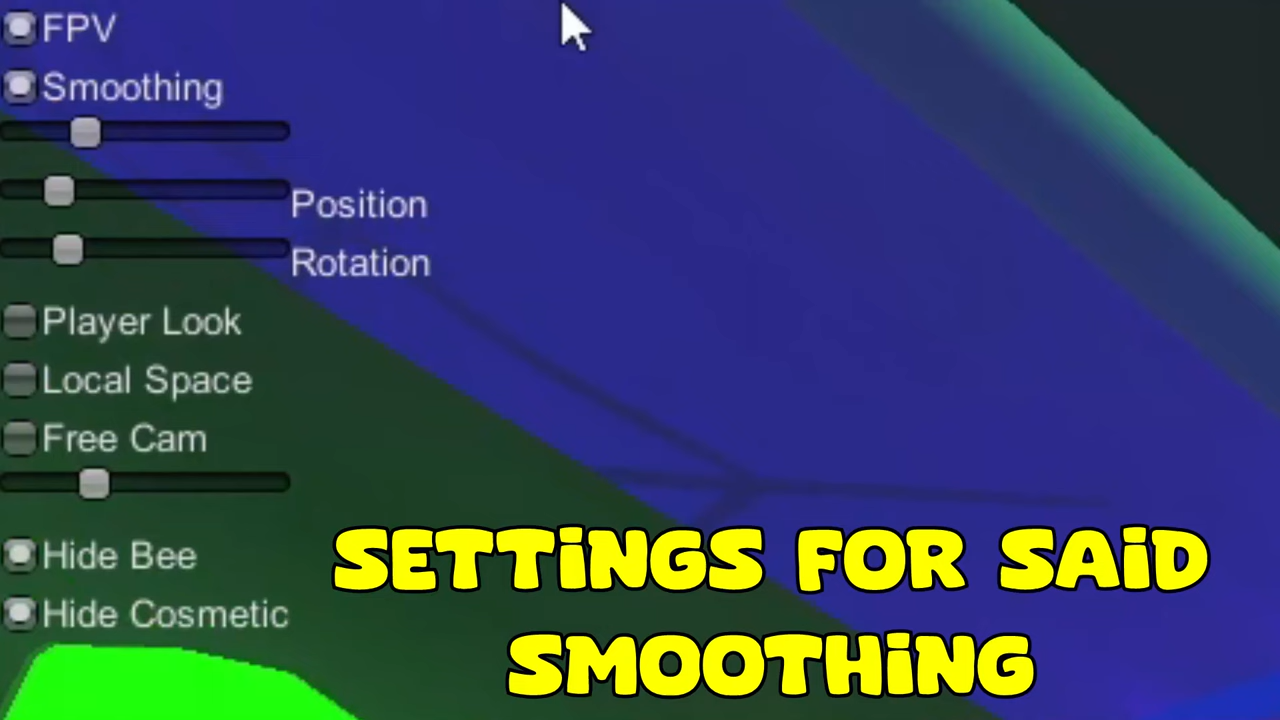 FPV
Smoothing
Position
Rotation
Player Look
Local Space
Free Cam
Hide Bee
Hide Cosmetic
SETTiNGS FOR SAiD
SMOOTHiNG